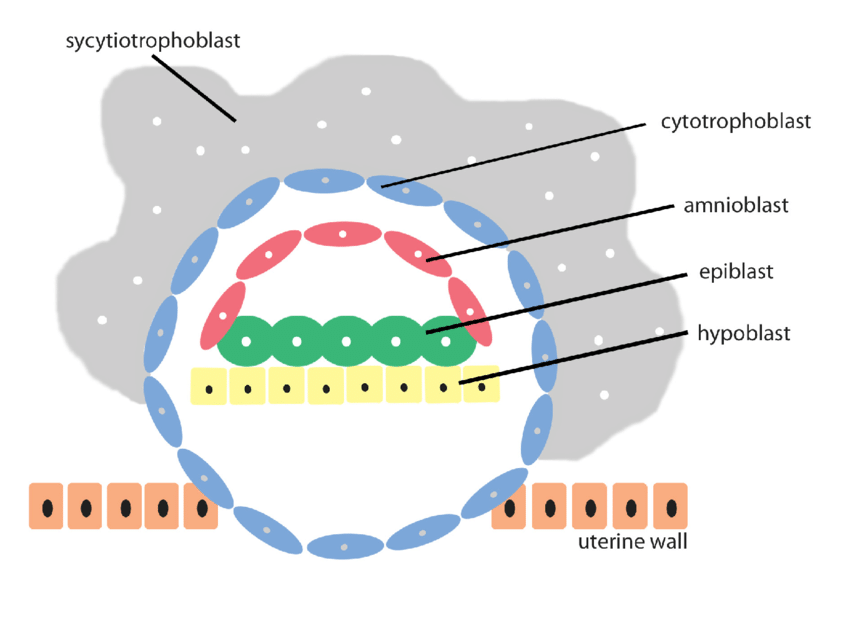 sycytiotrophoblast
cytotrophoblast
amnioblast
epiblast
hypoblast
uterine wall